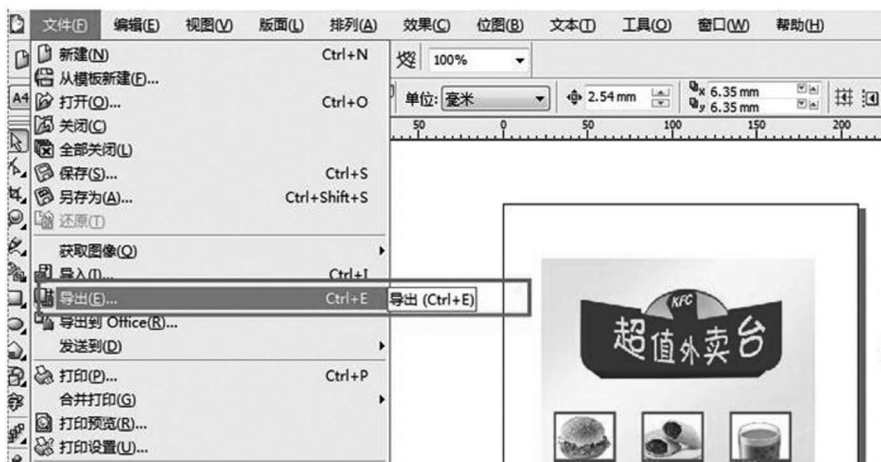 文件(F) 编辑(E) 视图(V) 版面(L) 排列(A) 效果(C) 位图(B) 文本(T) 工具(O) 窗口(W) 帮助(H)
新建(N) Ctrl+N
100%
从模板新建(F)...
A4
打开(O)... Ctrl+O
单位: 毫米
2.54 mm
6.35 mm
6.35 mm
关闭(C)
50 0 50 100 150 200
全部关闭(L)
保存(S)... Ctrl+S
另存为(A)... Ctrl+Shift+S
还原(T)
获取图像(Q)
导入(I)... Ctrl+I
导出(E)... Ctrl+E
导出 (Ctrl+E)
导出到 Office(R)...
发送到(D)
打印(P)... Ctrl+P
合并打印(G)
打印预览(R)...
打印设置(U)...
KFC
超值外卖台